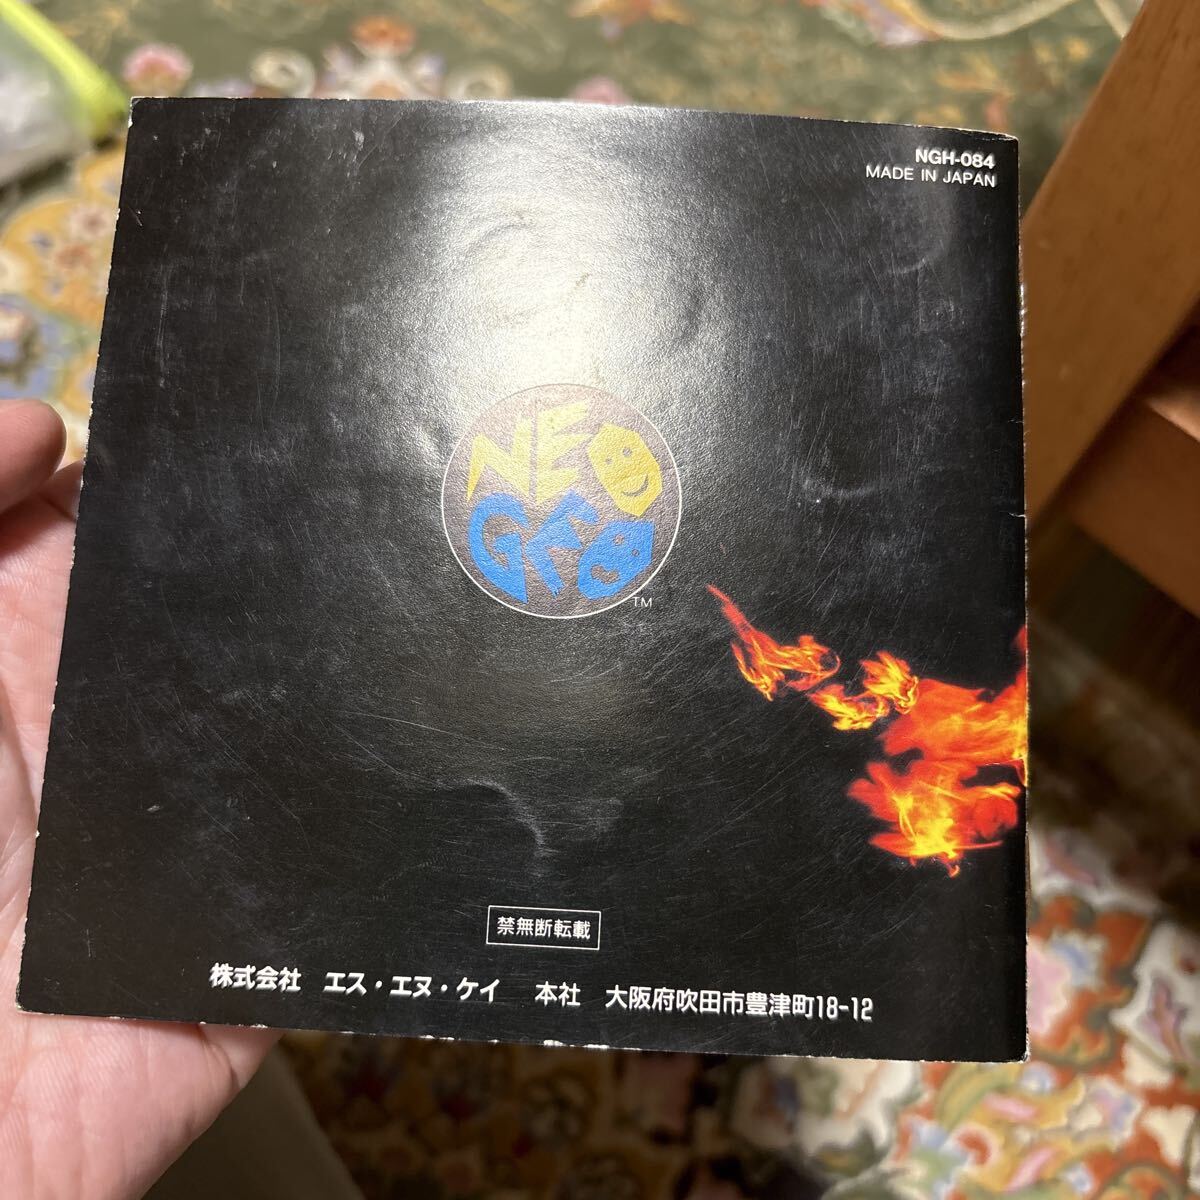 NGH-084
MADE IN JAPAN
NEO
GEO
TM
禁無断転載
株式会社 エス・エヌ・ケイ 本社 大阪府吹田市豊津町18-12